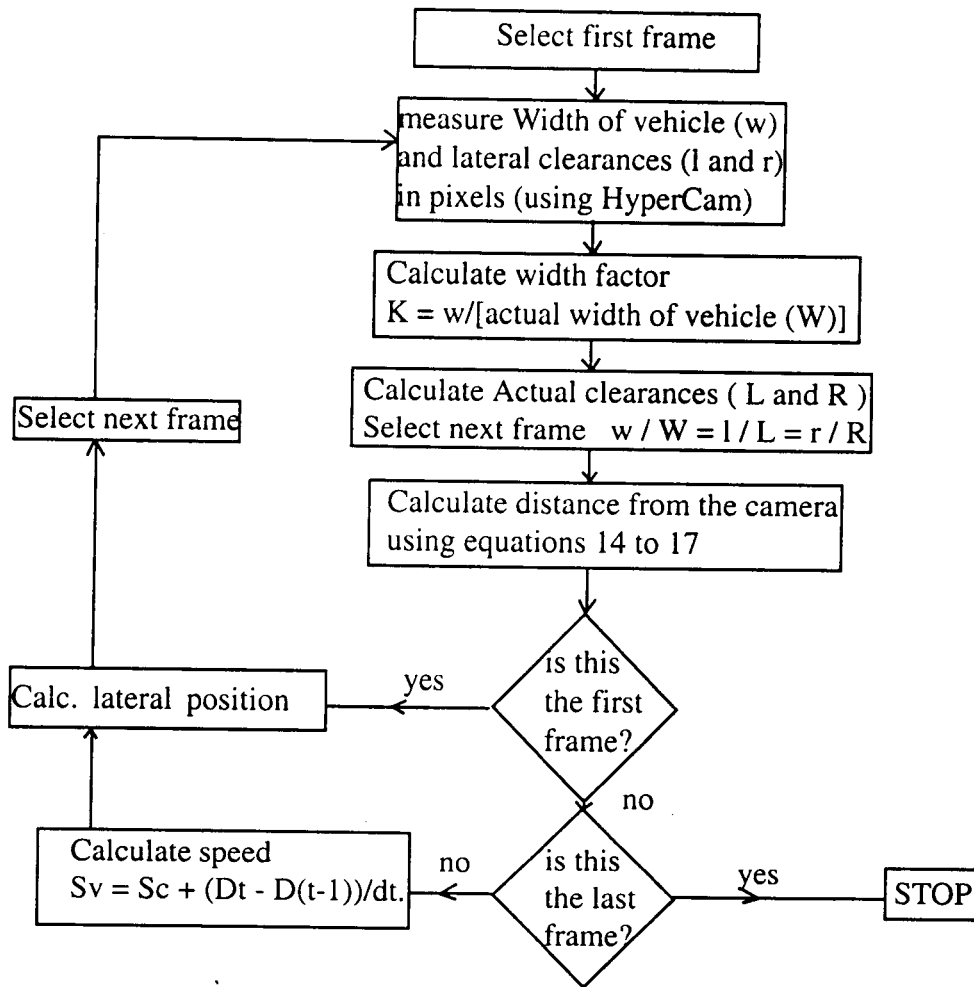 Select first frame
measure Width of vehicle (w)
and lateral clearances (l and r)
in pixels (using HyperCam)
Calculate width factor
K = w/[actual width of vehicle (W)]
Calculate Actual clearances ( L and R )
Select next frame w / W = l / L = r / R
Select next frame
Calculate distance from the camera
using equations 14 to 17
is this
the first
frame?
yes
Calc. lateral position
no
is this
the last
frame?
no
Calculate speed
Sv = Sc + (Dt - D(t-1))/dt.
yes
STOP